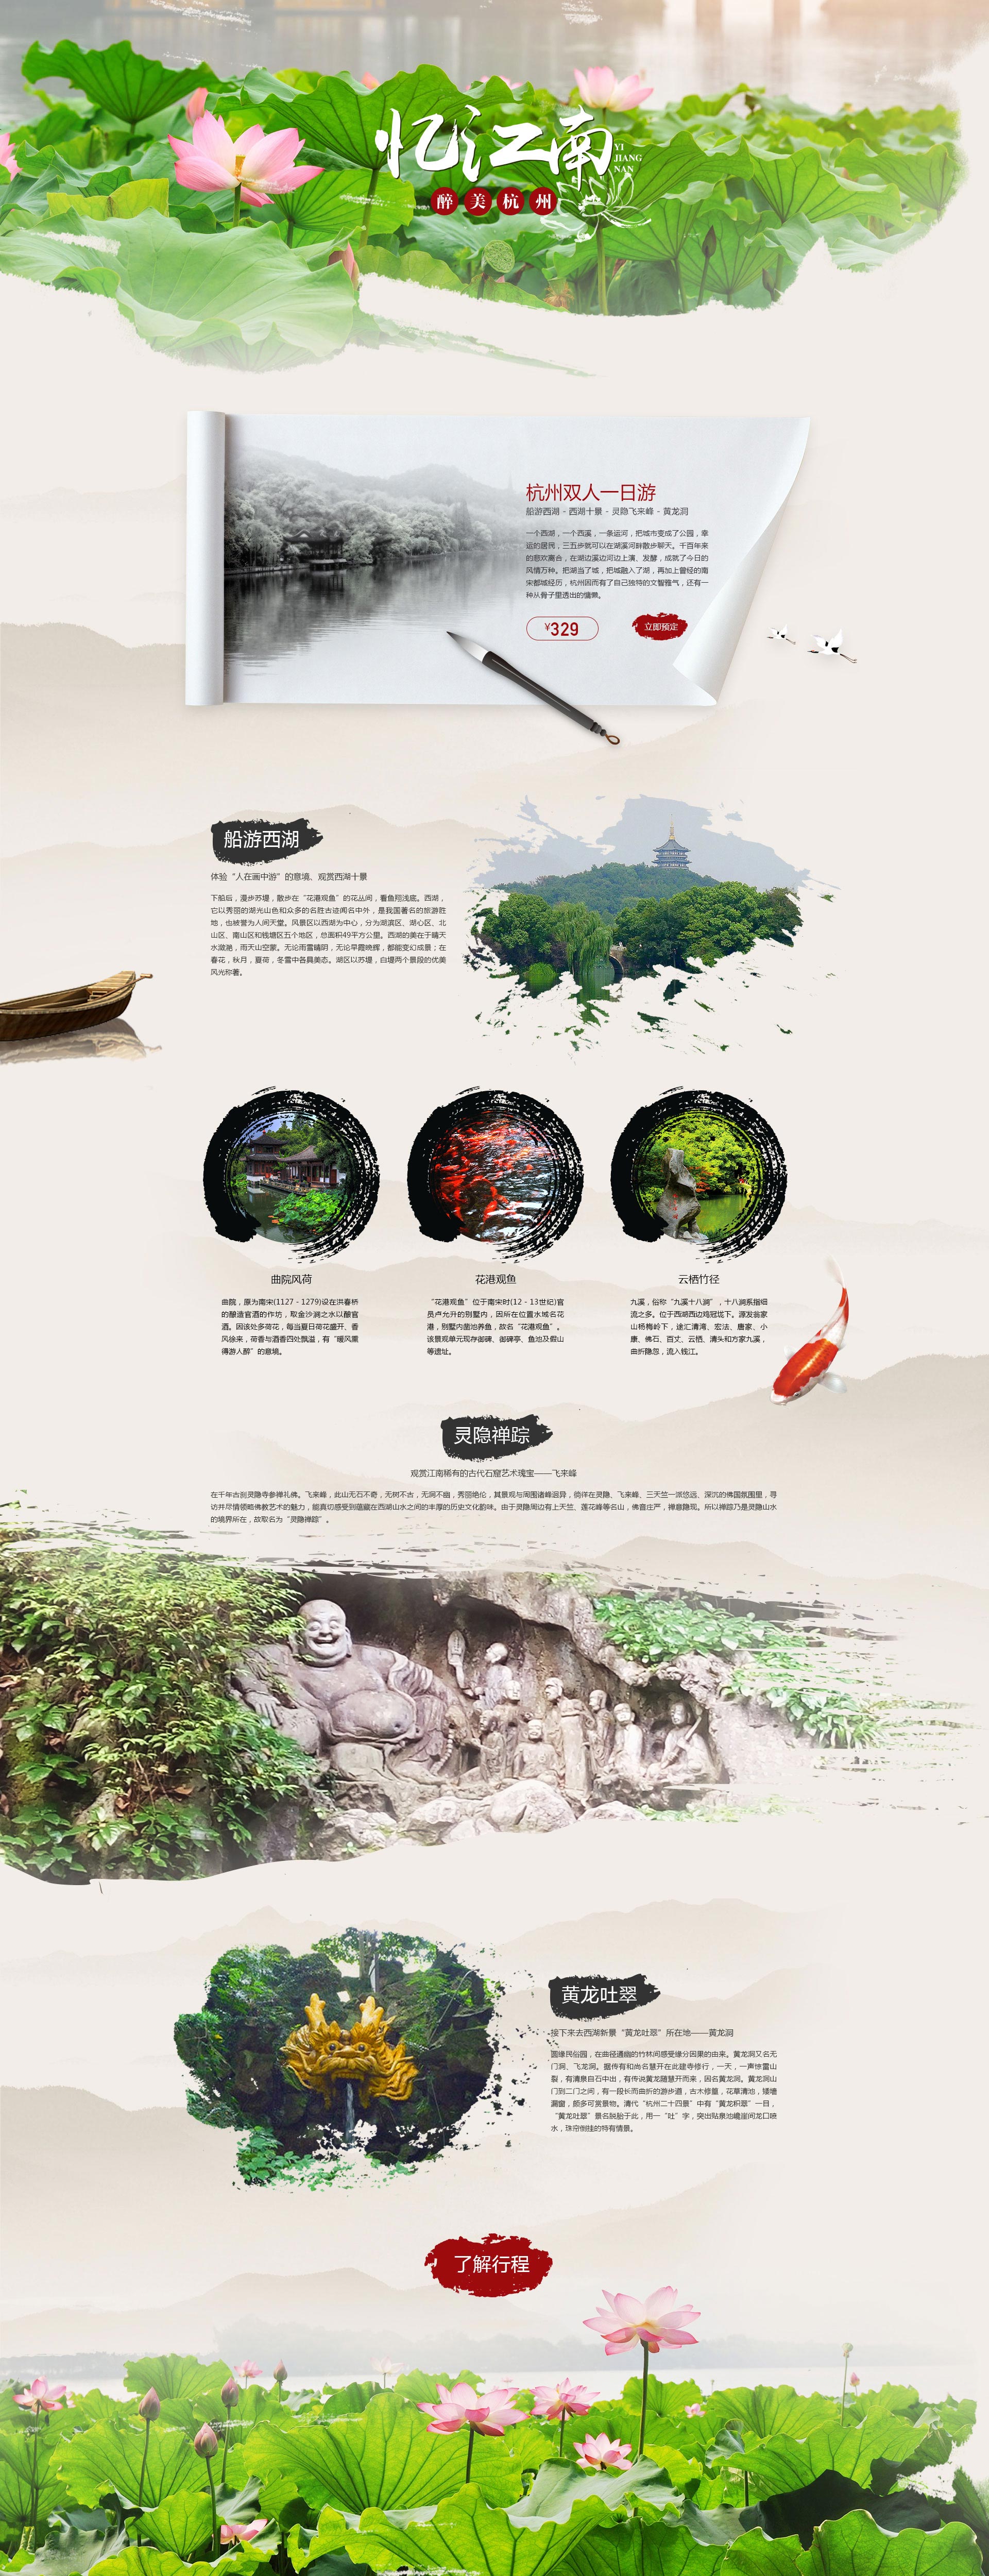 忆江南
YI
JIANG
NAN
醉美杭州
杭州双人一日游
船游西湖 - 西湖十景 - 灵隐飞来峰 - 黄龙洞
一个西湖，一个西溪，一条运河，把城市变成了公园，幸
运的居民，三五步就可以在湖溪河畔散步聊天。千百年来
的悲欢离合，在湖边溪边河边上演、发酵，成就了今日的
风情万种。把湖当了城，把城融入了湖，再加上曾经的南
宋都城经历，杭州因而有了自己独特的文智雅气，还有一
种从骨子里透出的慵懒。
¥329
立即预定
船游西湖
体验“人在画中游”的意境、观赏西湖十景
下船后，漫步苏堤，散步在“花港观鱼”的花丛间，看鱼翔浅底。西湖，
它以秀丽的湖光山色和众多的名胜古迹闻名中外，是我国著名的旅游胜
地，也被誉为人间天堂。风景区以西湖为中心，分为湖滨区、湖心区、北
山区、南山区和钱塘区五个地区，总面积49平方公里。西湖的美在于晴天
水潋滟，雨天山空蒙。无论雨雪晴阴，无论早霞晚辉，都能变幻成景；在
春花，秋月，夏荷，冬雪中各具美态。湖区以苏堤，白堤两个景段的优美
风光称著。
曲院风荷
曲院，原为南宋(1127 - 1279)设在洪春桥
的酿造官酒的作坊，取金沙涧之水以酿官
酒。因该处多荷花，每当夏日荷花盛开、香
风徐来，荷香与酒香四处飘溢，有“暖风熏
得游人醉”的意境。
花港观鱼
“花港观鱼”位于南宋时(12 - 13世纪)官
员卢允升的别墅内，因所在位置水域名花
港，别墅内凿池养鱼，故名“花港观鱼”。
该景观单元现存御碑、御碑亭、鱼池及假山
等遗址。
云栖竹径
九溪，俗称“九溪十八涧”，十八涧系指细
流之多。位于西湖西边鸡冠垅下。源发翁家
山杨梅岭下，途汇清湾、宏法、唐家、小
康、佛石、百丈、云栖、清头和方家九溪，
曲折隐忽，流入钱江。
灵隐禅踪
观赏江南稀有的古代石窟艺术瑰宝——飞来峰
在千年古刹灵隐寺参禅礼佛。飞来峰，此山无石不奇，无树不古，无洞不幽，秀丽绝伦，其景观与周围诸峰迥异，徜徉在灵隐、飞来峰、三天竺一派悠远、深沉的佛国氛围里，寻
访并尽情领略佛教艺术的魅力，能真切感受到蕴藏在西湖山水之间的丰厚的历史文化韵味。由于灵隐周边有上天竺、莲花峰等名山，佛音庄严，禅意隐现。所以禅踪乃是灵隐山水
的境界所在，故取名为“灵隐禅踪”。
黄龙吐翠
接下来去西湖新景“黄龙吐翠”所在地——黄龙洞
圆缘民俗园，在曲径通幽的竹林间感受缘分因果的由来。黄龙洞又名无
门洞、飞龙洞。据传有和尚名慧开在此建寺修行，一天，一声惊雷山
裂，有清泉自石中出，有传说黄龙随慧开而来，因名黄龙洞。黄龙洞山
门到二门之间，有一段长而曲折的游步道，古木修篁，花草清池，矮墙
漏窗，颇多可赏景物。清代“杭州二十四景”中有“黄龙积翠”一目，
“黄龙吐翠”景名脱胎于此，用一“吐”字，突出贴泉池巉崖间龙口喷
水，珠帘倒挂的特有情景。
了解行程